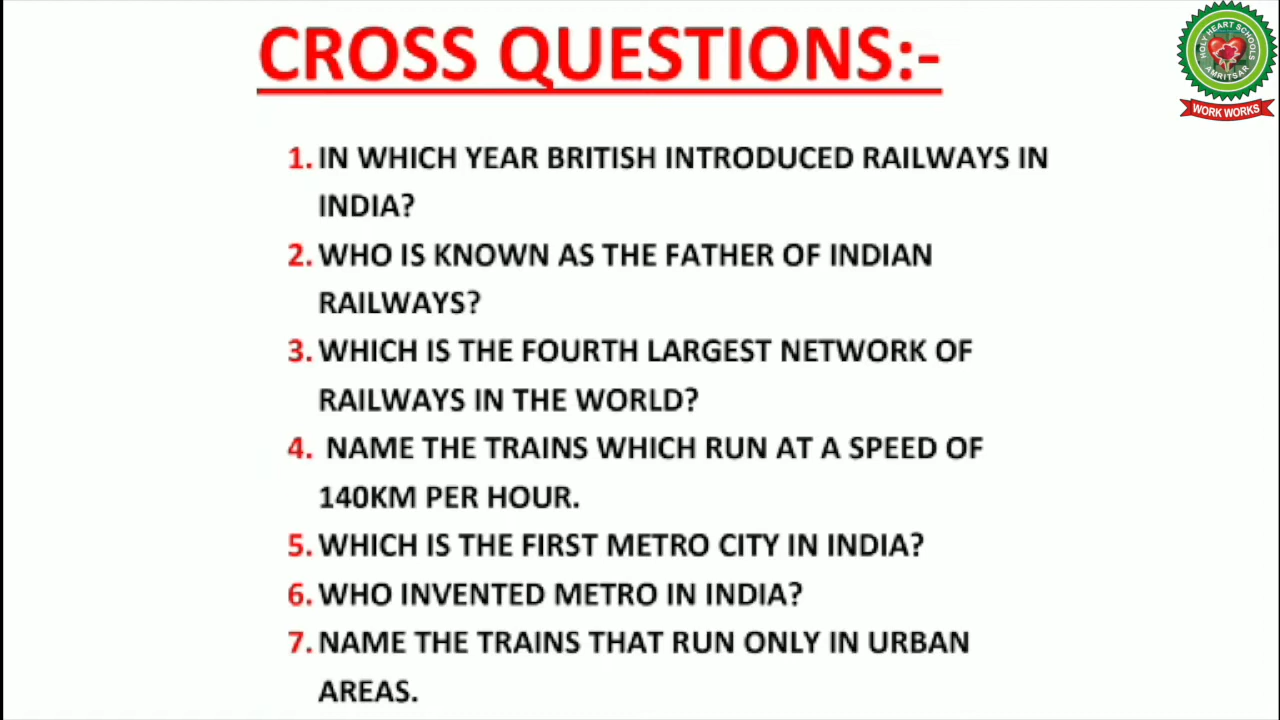 CROSS QUESTIONS:-
HOLY HEART SCHOOLS
AMRITSAR
WORK WORKS
1. IN WHICH YEAR BRITISH INTRODUCED RAILWAYS IN
INDIA?
2. WHO IS KNOWN AS THE FATHER OF INDIAN
RAILWAYS?
3. WHICH IS THE FOURTH LARGEST NETWORK OF
RAILWAYS IN THE WORLD?
4. NAME THE TRAINS WHICH RUN AT A SPEED OF
140KM PER HOUR.
5. WHICH IS THE FIRST METRO CITY IN INDIA?
6. WHO INVENTED METRO IN INDIA?
7. NAME THE TRAINS THAT RUN ONLY IN URBAN
AREAS.